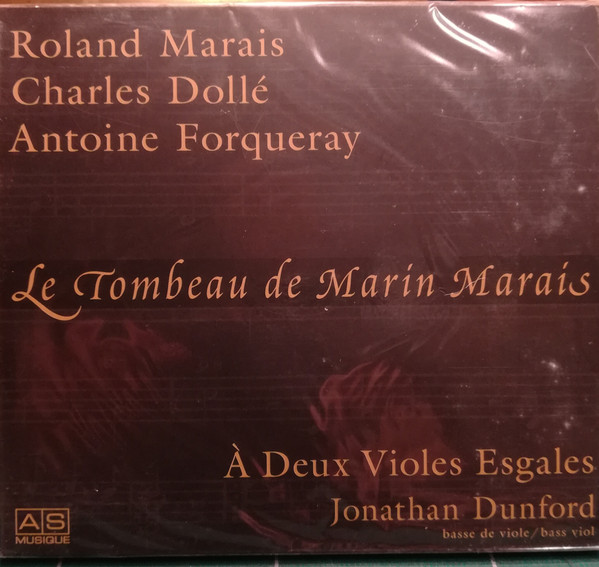 Roland Marais
Charles Dollé
Antoine Forqueray
Le Tombeau de Marin Marais
À Deux Violes Esgales
Jonathan Dunford
basse de viole/bass viol
A|S
MUSIQUE